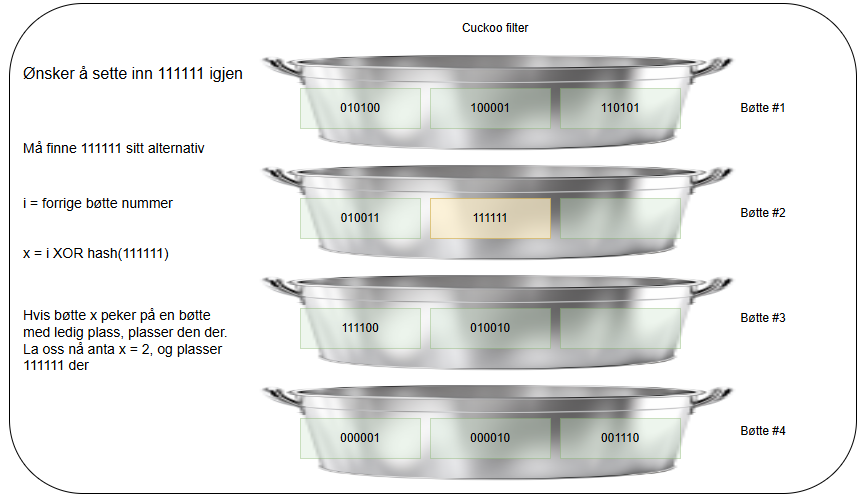 Cuckoo filter
Ønsker å sette inn 111111 igjen
010100 100001 110101
Bøtte #1
Må finne 111111 sitt alternativ
i = forrige bøtte nummer
010011 111111
Bøtte #2
x = i XOR hash(111111)
Hvis bøtte x peker på en bøtte
med ledig plass, plasser den der.
La oss nå anta x = 2, og plasser
111111 der
111100 010010
Bøtte #3
000001 000010 001110
Bøtte #4